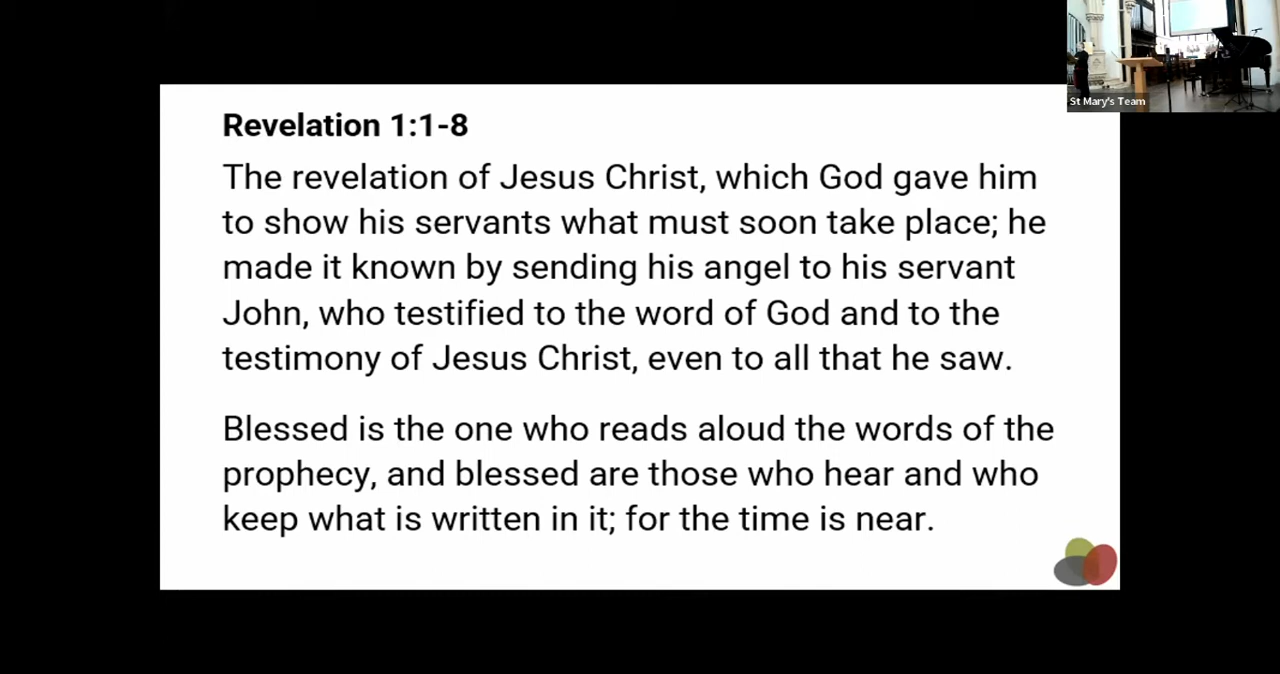 Revelation 1:1-8
The revelation of Jesus Christ, which God gave him
to show his servants what must soon take place; he
made it known by sending his angel to his servant
John, who testified to the word of God and to the
testimony of Jesus Christ, even to all that he saw.
Blessed is the one who reads aloud the words of the
prophecy, and blessed are those who hear and who
keep what is written in it; for the time is near.
St Mary's Team